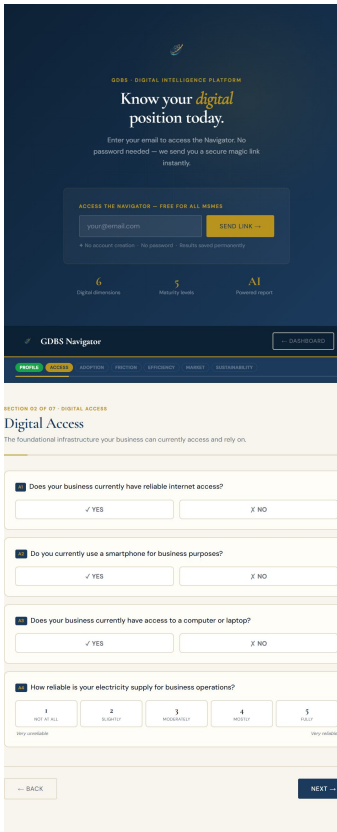 GDBS · DIGITAL INTELLIGENCE PLATFORM
Know your digital
position today.
Enter your email to access the Navigator. No
password needed — we send you a secure magic link
instantly.
ACCESS THE NAVIGATOR — FREE FOR ALL MSMES
your@email.com
SEND LINK →
✦ No account creation · No password · Results saved permanently
6
Digital dimensions
5
Maturity levels
AI
Powered report
GDBS Navigator
← DASHBOARD
PROFILE ACCESS ADOPTION FRICTION EFFICIENCY MARKET SUSTAINABILITY
SECTION 02 OF 07 · DIGITAL ACCESS
Digital Access
The foundational infrastructure your business can currently access and rely on.
A1 Does your business currently have reliable internet access?
✓ YES
✗ NO
A2 Do you currently use a smartphone for business purposes?
✓ YES
✗ NO
A3 Does your business currently have access to a computer or laptop?
✓ YES
✗ NO
A4 How reliable is your electricity supply for business operations?
1 2 3 4 5
NOT AT ALL SLIGHTLY MODERATELY MOSTLY FULLY
Very unreliable
Very reliable
← BACK
NEXT →